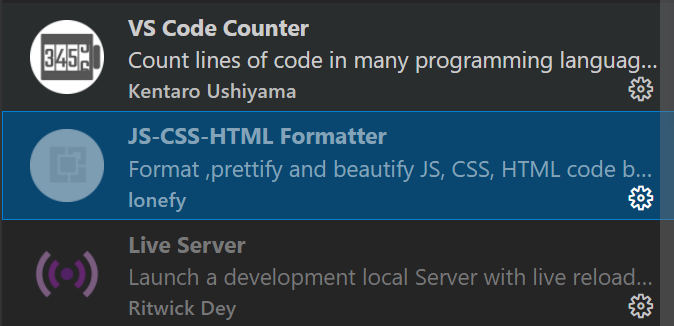 VS Code Counter
Count lines of code in many programming languag...
Kentaro Ushiyama
JS-CSS-HTML Formatter
Format ,prettify and beautify JS, CSS, HTML code b...
lonefy
Live Server
Launch a development local Server with live reload...
Ritwick Dey